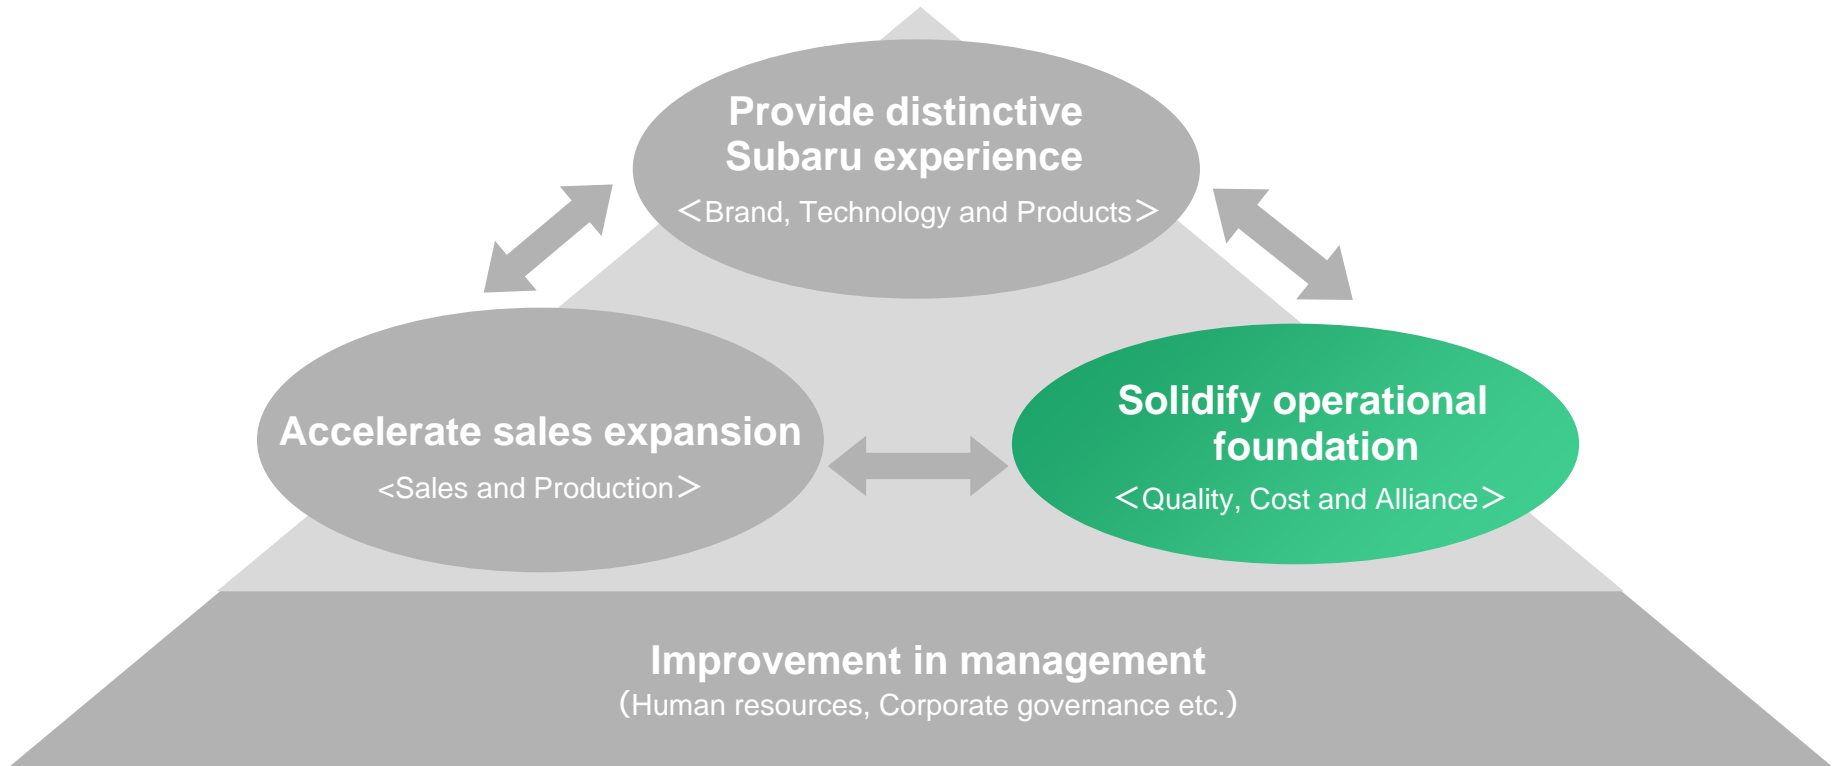 Provide distinctive
Subaru experience
＜Brand, Technology and Products＞
Accelerate sales expansion
<Sales and Production＞
Solidify operational
foundation
＜Quality, Cost and Alliance＞
Improvement in management
（Human resources, Corporate governance etc.）